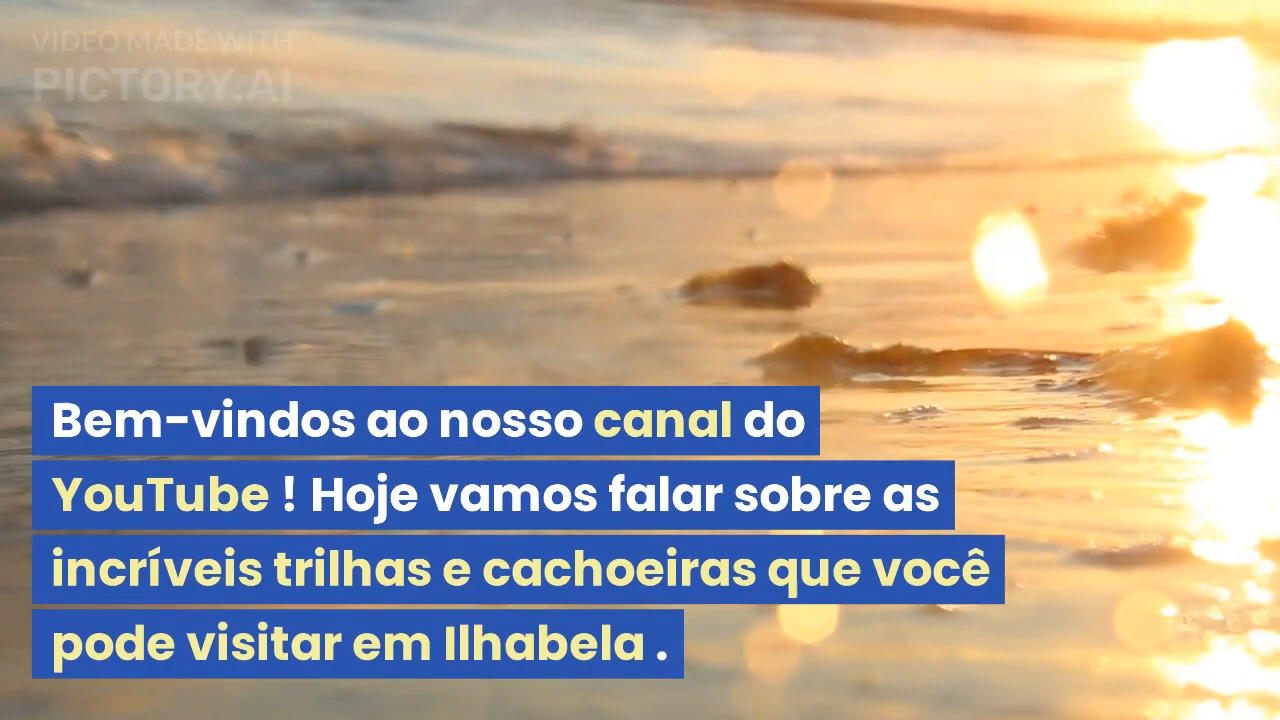 VIDEO MADE WITH
PICTORY.AI
Bem-vindos ao nosso canal do
YouTube ! Hoje vamos falar sobre as
incríveis trilhas e cachoeiras que você
pode visitar em Ilhabela .